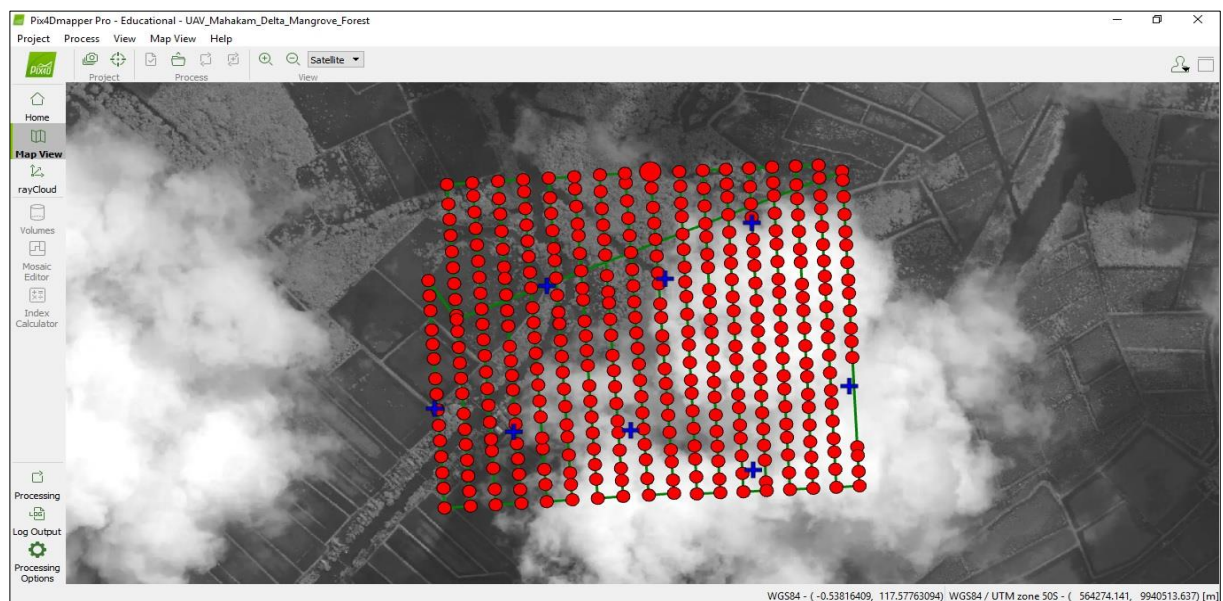 Pix4Dmapper Pro - Educational - UAV_Mahakam_Delta_Mangrove_Forest
Project Process View Map View Help
PIX4D
Project
Process
Satellite
View
Home
Map View
rayCloud
Volumes
Mosaic
Editor
Index
Calculator
Processing
LOG
Log Output
Processing
Options
WGS84 - ( -0.53816409, 117.57763094) WGS84 / UTM zone 50S - ( 564274.141, 9940513.637) [m]